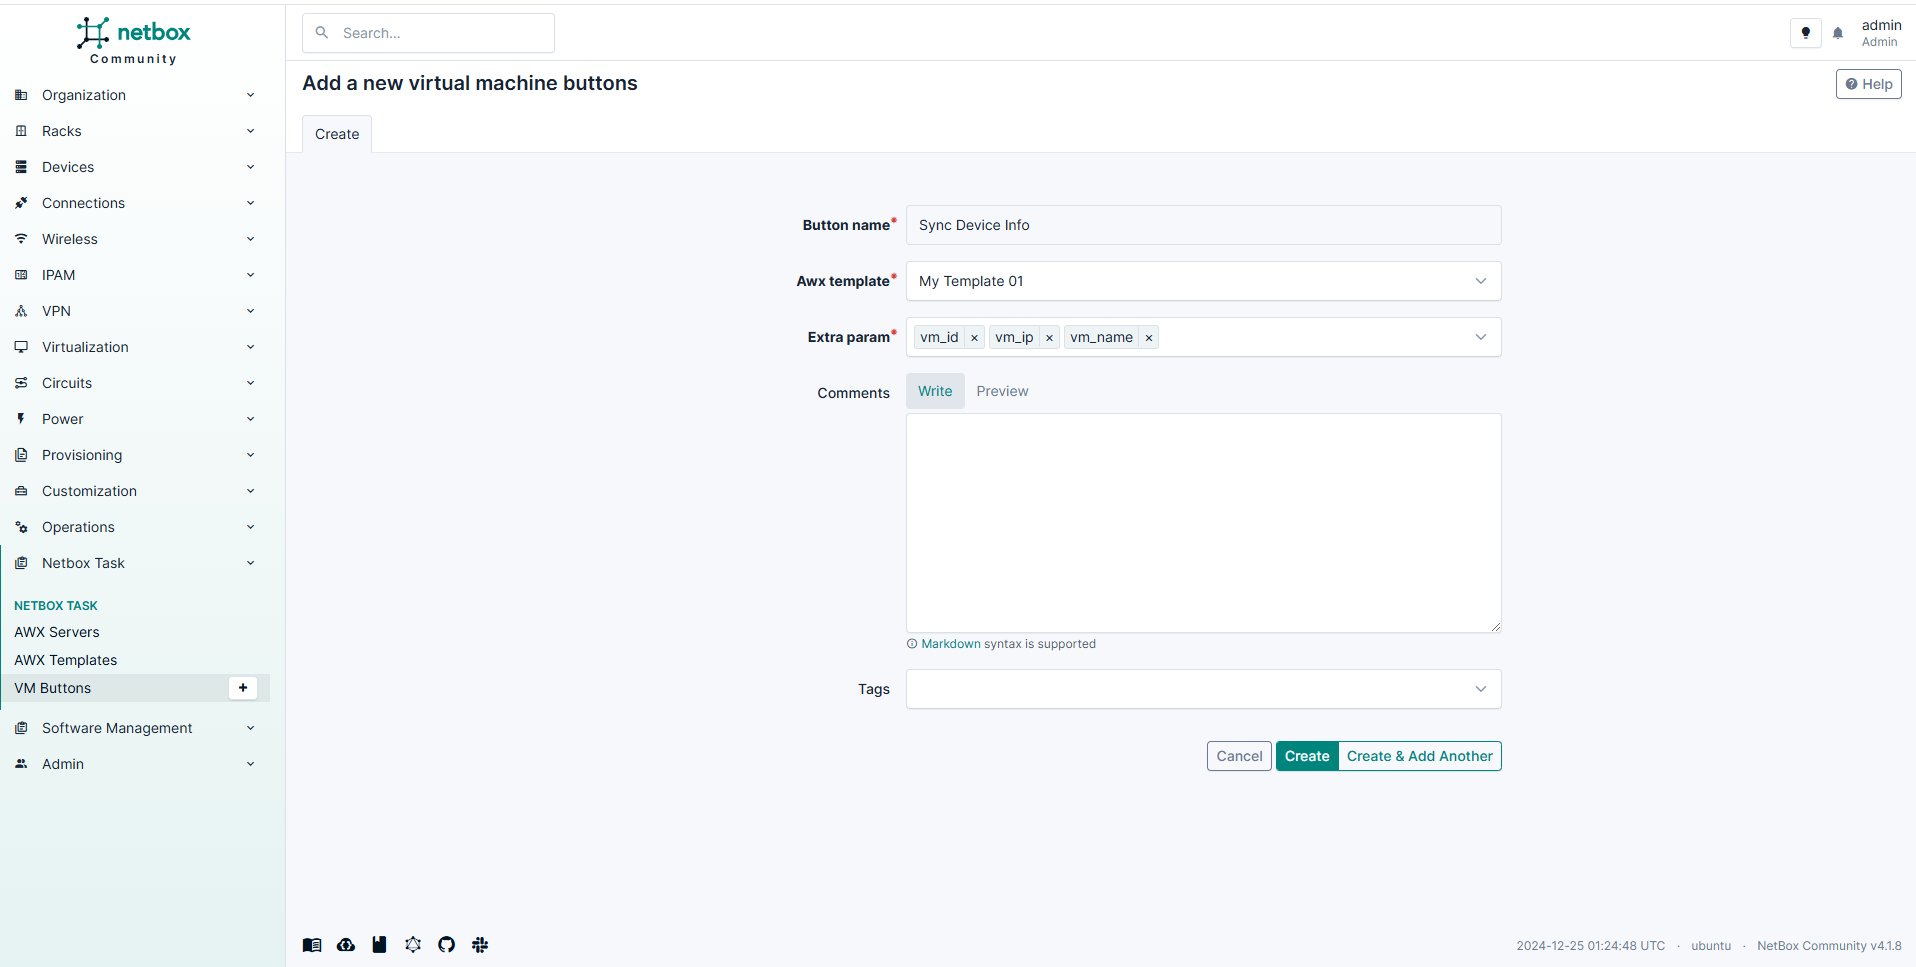 netbox
Community
Search...
admin
Admin
Add a new virtual machine buttons
Help
Create
Organization
Racks
Devices
Connections
Wireless
IPAM
VPN
Virtualization
Circuits
Power
Provisioning
Customization
Operations
Netbox Task
NETBOX TASK
AWX Servers
AWX Templates
VM Buttons +
Software Management
Admin
Button name* Sync Device Info
Awx template* My Template 01
Extra param* vm_id × vm_ip × vm_name ×
Comments Write Preview
Markdown syntax is supported
Tags
Cancel Create Create & Add Another
2024-12-25 01:24:48 UTC · ubuntu · NetBox Community v4.1.8